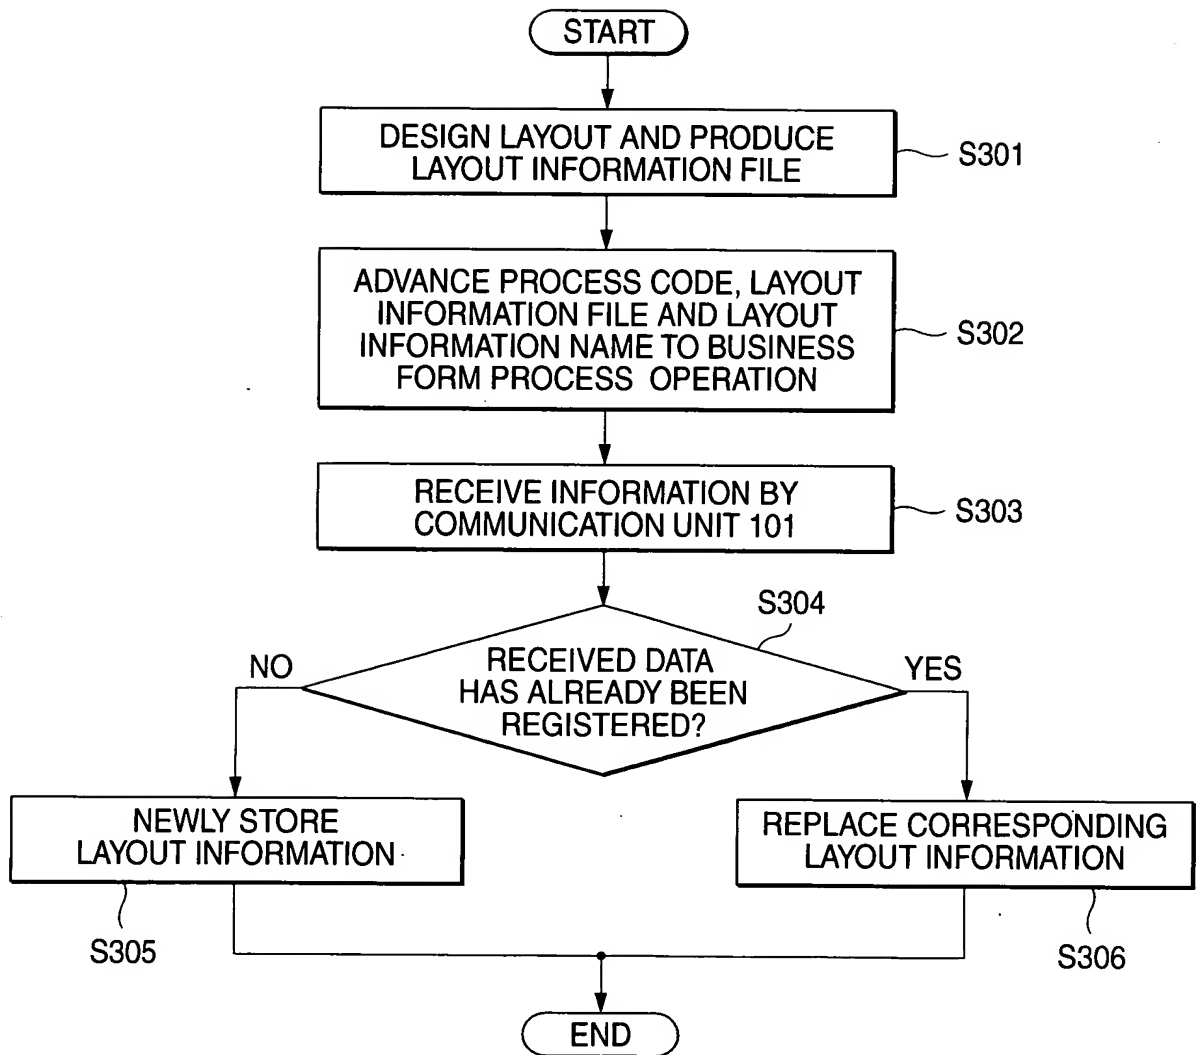 START
DESIGN LAYOUT AND PRODUCE
LAYOUT INFORMATION FILE
S301
ADVANCE PROCESS CODE, LAYOUT
INFORMATION FILE AND LAYOUT
INFORMATION NAME TO BUSINESS
FORM PROCESS OPERATION
S302
RECEIVE INFORMATION BY
COMMUNICATION UNIT 101
S303
S304
RECEIVED DATA
HAS ALREADY BEEN
REGISTERED?
NO
YES
NEWLY STORE
LAYOUT INFORMATION
S305
REPLACE CORRESPONDING
LAYOUT INFORMATION
S306
END